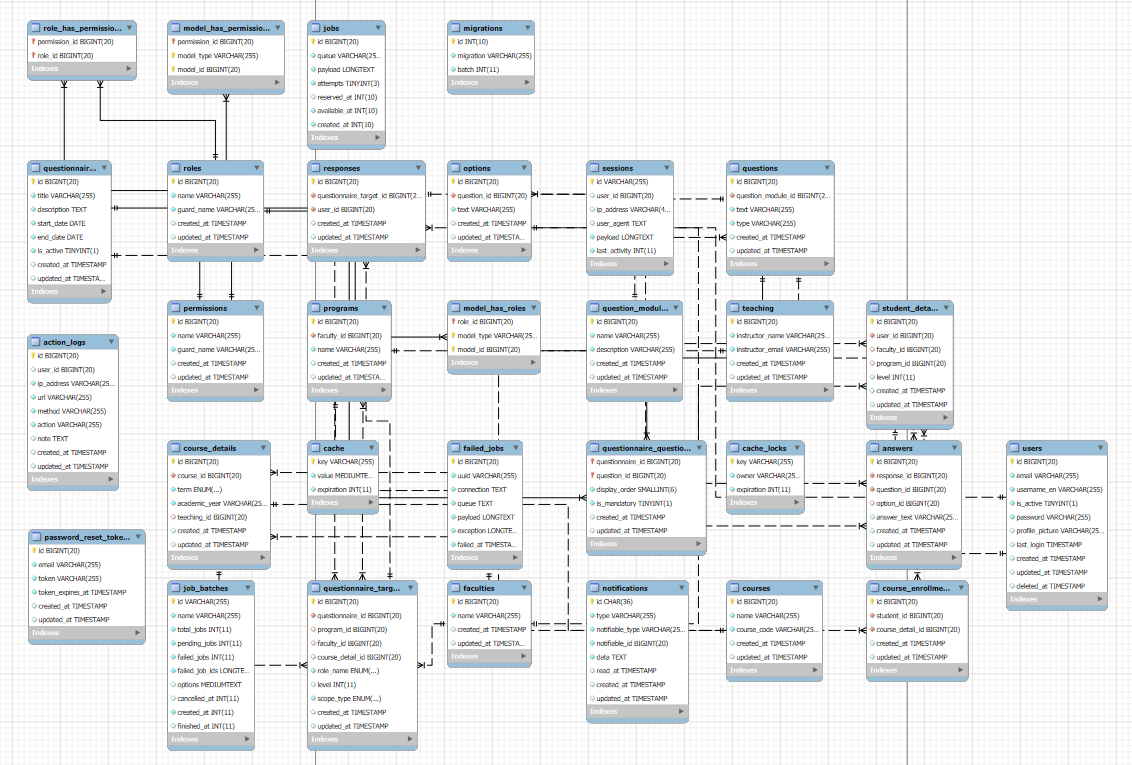 role_has_permissio...
permission_id BIGINT(20)
role_id BIGINT(20)
Indexes
model_has_permissio...
permission_id BIGINT(20)
model_type VARCHAR(255)
model_id BIGINT(20)
Indexes
jobs
id BIGINT(20)
queue VARCHAR(25...
payload LONGTEXT
attempts TINYINT(3)
reserved_at INT(10)
available_at INT(10)
created_at INT(10)
Indexes
migrations
id INT(10)
migration VARCHAR(255)
batch INT(11)
Indexes
questionnair...
id BIGINT(20)
title VARCHAR(255)
description TEXT
start_date DATE
end_date DATE
is_active TINYINT(1)
created_at TIMESTAMP
updated_at TIMESTA...
Indexes
roles
id BIGINT(20)
name VARCHAR(255)
guard_name VARCHAR(25...
created_at TIMESTAMP
updated_at TIMESTAMP
Indexes
responses
id BIGINT(20)
questionnaire_target_id BIGINT(2...
user_id BIGINT(20)
created_at TIMESTAMP
updated_at TIMESTAMP
Indexes
options
id BIGINT(20)
question_id BIGINT(20)
text VARCHAR(255)
created_at TIMESTAMP
updated_at TIMESTA...
Indexes
sessions
id VARCHAR(255)
user_id BIGINT(20)
ip_address VARCHAR(4...
user_agent TEXT
payload LONGTEXT
last_activity INT(11)
Indexes
questions
id BIGINT(20)
question_module_id BIGINT(2...
text VARCHAR(255)
type VARCHAR(255)
created_at TIMESTAMP
updated_at TIMESTAMP
Indexes
action_logs
id BIGINT(20)
user_id BIGINT(20)
ip_address VARCHAR(25...
url VARCHAR(255)
method VARCHAR(255)
action VARCHAR(255)
note TEXT
created_at TIMESTAMP
updated_at TIMESTAMP
Indexes
permissions
id BIGINT(20)
name VARCHAR(255)
guard_name VARCHAR(25...
created_at TIMESTAMP
updated_at TIMESTAMP
Indexes
programs
id BIGINT(20)
faculty_id BIGINT(20)
name VARCHAR(255)
created_at TIMESTAMP
updated_at TIMESTA...
Indexes
model_has_roles
role_id BIGINT(20)
model_type VARCHAR(255)
model_id BIGINT(20)
Indexes
question_modul...
id BIGINT(20)
name VARCHAR(255)
description VARCHAR(255)
created_at TIMESTAMP
updated_at TIMESTAMP
Indexes
teaching
id BIGINT(20)
instructor_name VARCHAR(25...
instructor_email VARCHAR(255)
created_at TIMESTAMP
updated_at TIMESTAMP
Indexes
student_deta...
id BIGINT(20)
user_id BIGINT(20)
faculty_id BIGINT(20)
program_id BIGINT(20)
level INT(11)
created_at TIMESTAMP
updated_at TIMESTAMP
Indexes
course_details
id BIGINT(20)
course_id BIGINT(20)
term ENUM(...)
academic_year VARCHAR(25...
teaching_id BIGINT(20)
created_at TIMESTAMP
updated_at TIMESTAMP
Indexes
cache
key VARCHAR(255)
value MEDIUMTE...
expiration INT(11)
Indexes
failed_jobs
id BIGINT(20)
uuid VARCHAR(255)
connection TEXT
queue TEXT
payload LONGTEXT
exception LONGTE...
failed_at TIMESTA...
Indexes
questionnaire_questio...
questionnaire_id BIGINT(20)
question_id BIGINT(20)
display_order SMALLINT(6)
is_mandatory TINYINT(1)
created_at TIMESTAMP
updated_at TIMESTAMP
Indexes
cache_locks
key VARCHAR(255)
owner VARCHAR(25...
expiration INT(11)
Indexes
answers
id BIGINT(20)
response_id BIGINT(20)
question_id BIGINT(20)
option_id BIGINT(20)
answer_text VARCHAR(25...
created_at TIMESTAMP
updated_at TIMESTAMP
Indexes
users
id BIGINT(20)
email VARCHAR(255)
username_en VARCHAR(255)
is_active TINYINT(1)
password VARCHAR(255)
profile_picture VARCHAR(25...
last_login TIMESTAMP
created_at TIMESTAMP
updated_at TIMESTAMP
deleted_at TIMESTAMP
Indexes
password_reset_toke...
id BIGINT(20)
email VARCHAR(255)
token VARCHAR(255)
token_expires_at TIMESTAMP
created_at TIMESTAMP
updated_at TIMESTAMP
Indexes
job_batches
id VARCHAR(255)
name VARCHAR(255)
total_jobs INT(11)
pending_jobs INT(11)
failed_jobs INT(11)
failed_job_ids LONGTE...
options MEDIUMTEXT
cancelled_at INT(11)
created_at INT(11)
finished_at INT(11)
Indexes
questionnaire_targ...
id BIGINT(20)
questionnaire_id BIGINT(20)
program_id BIGINT(20)
faculty_id BIGINT(20)
course_detail_id BIGINT(20)
role_name ENUM(...)
level INT(11)
scope_type ENUM(...)
created_at TIMESTAMP
updated_at TIMESTAMP
Indexes
faculties
id BIGINT(20)
name VARCHAR(255)
created_at TIMESTAMP
updated_at TIMESTA...
Indexes
notifications
id CHAR(36)
type VARCHAR(255)
notifiable_type VARCHAR(25...
notifiable_id BIGINT(20)
data TEXT
read_at TIMESTAMP
created_at TIMESTAMP
updated_at TIMESTAMP
Indexes
courses
id BIGINT(20)
name VARCHAR(255)
course_code VARCHAR(25...
created_at TIMESTAMP
updated_at TIMESTAMP
Indexes
course_enrollme...
id BIGINT(20)
student_id BIGINT(20)
course_detail_id BIGINT(20)
created_at TIMESTAMP
updated_at TIMESTAMP
Indexes